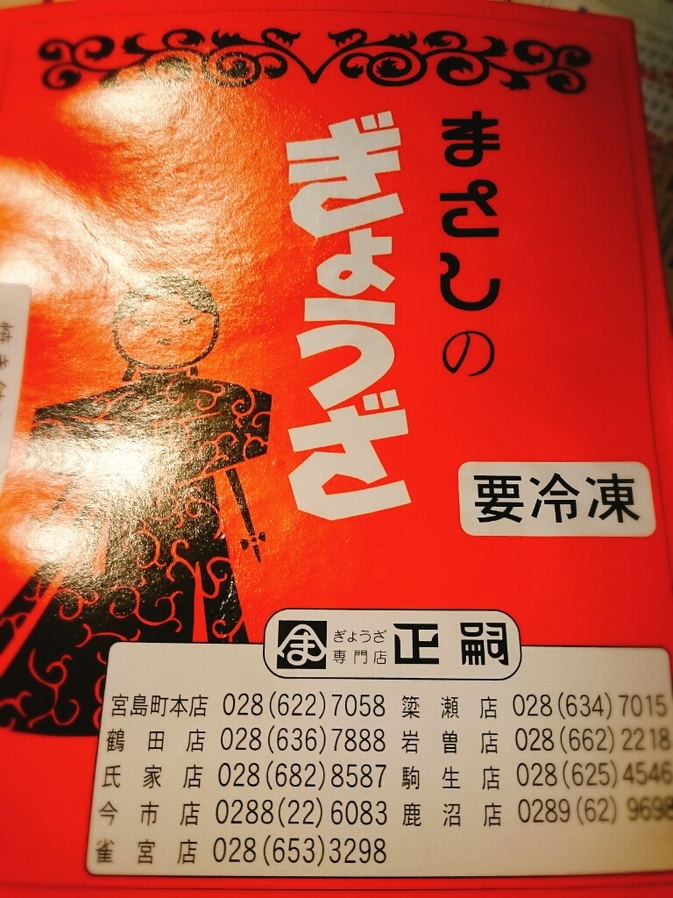 まさしの
ぎょうざ
要冷凍
ま ぎょうざ専門店 正嗣
宮島町本店 028(622)7058 簗瀬店 028(634)7015
鶴田店 028(636)7888 岩曽店 028(662)2218
氏家店 028(682)8587 駒生店 028(625)4546
今市店 0288(22)6083 鹿沼店 0289(62)9698
雀宮店 028(653)3298